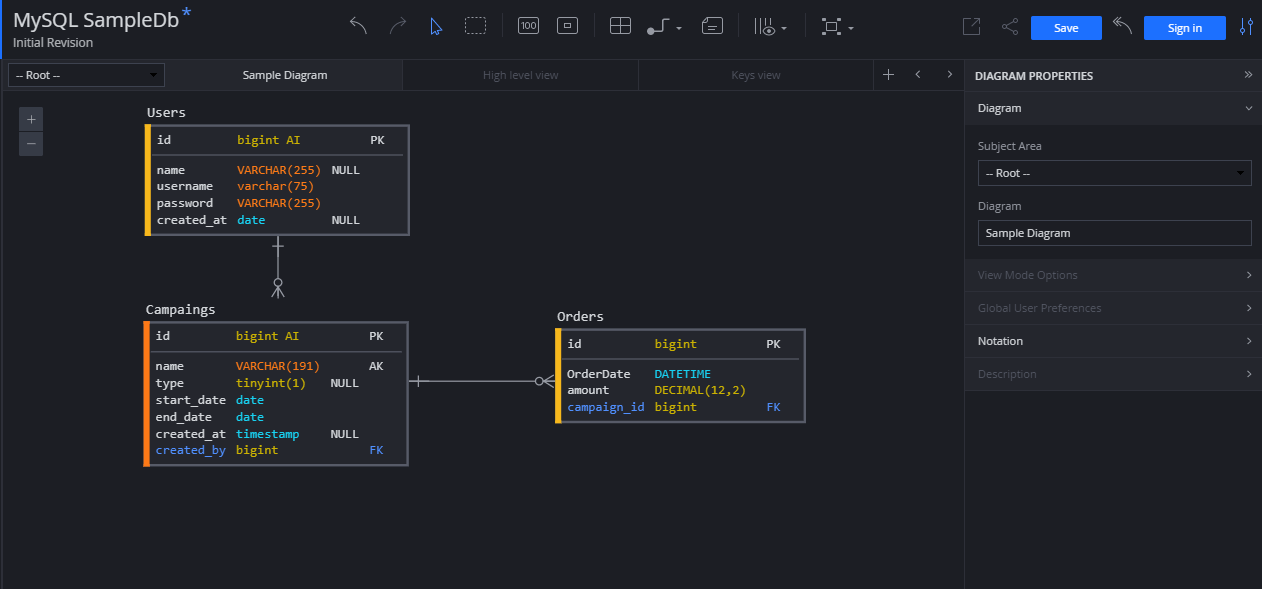 MySQL SampleDb*
Initial Revision
100
Save
Sign in
-- Root --
Sample Diagram
High level view
Keys view
DIAGRAM PROPERTIES
Diagram
Subject Area
-- Root --
Diagram
Sample Diagram
View Mode Options
Global User Preferences
Notation
Description
Users
id bigint AI PK
name VARCHAR(255) NULL
username varchar(75)
password VARCHAR(255)
created_at date NULL
Campaings
id bigint AI PK
name VARCHAR(191) AK
type tinyint(1) NULL
start_date date
end_date date
created_at timestamp NULL
created_by bigint FK
Orders
id bigint PK
OrderDate DATETIME
amount DECIMAL(12,2)
campaign_id bigint FK